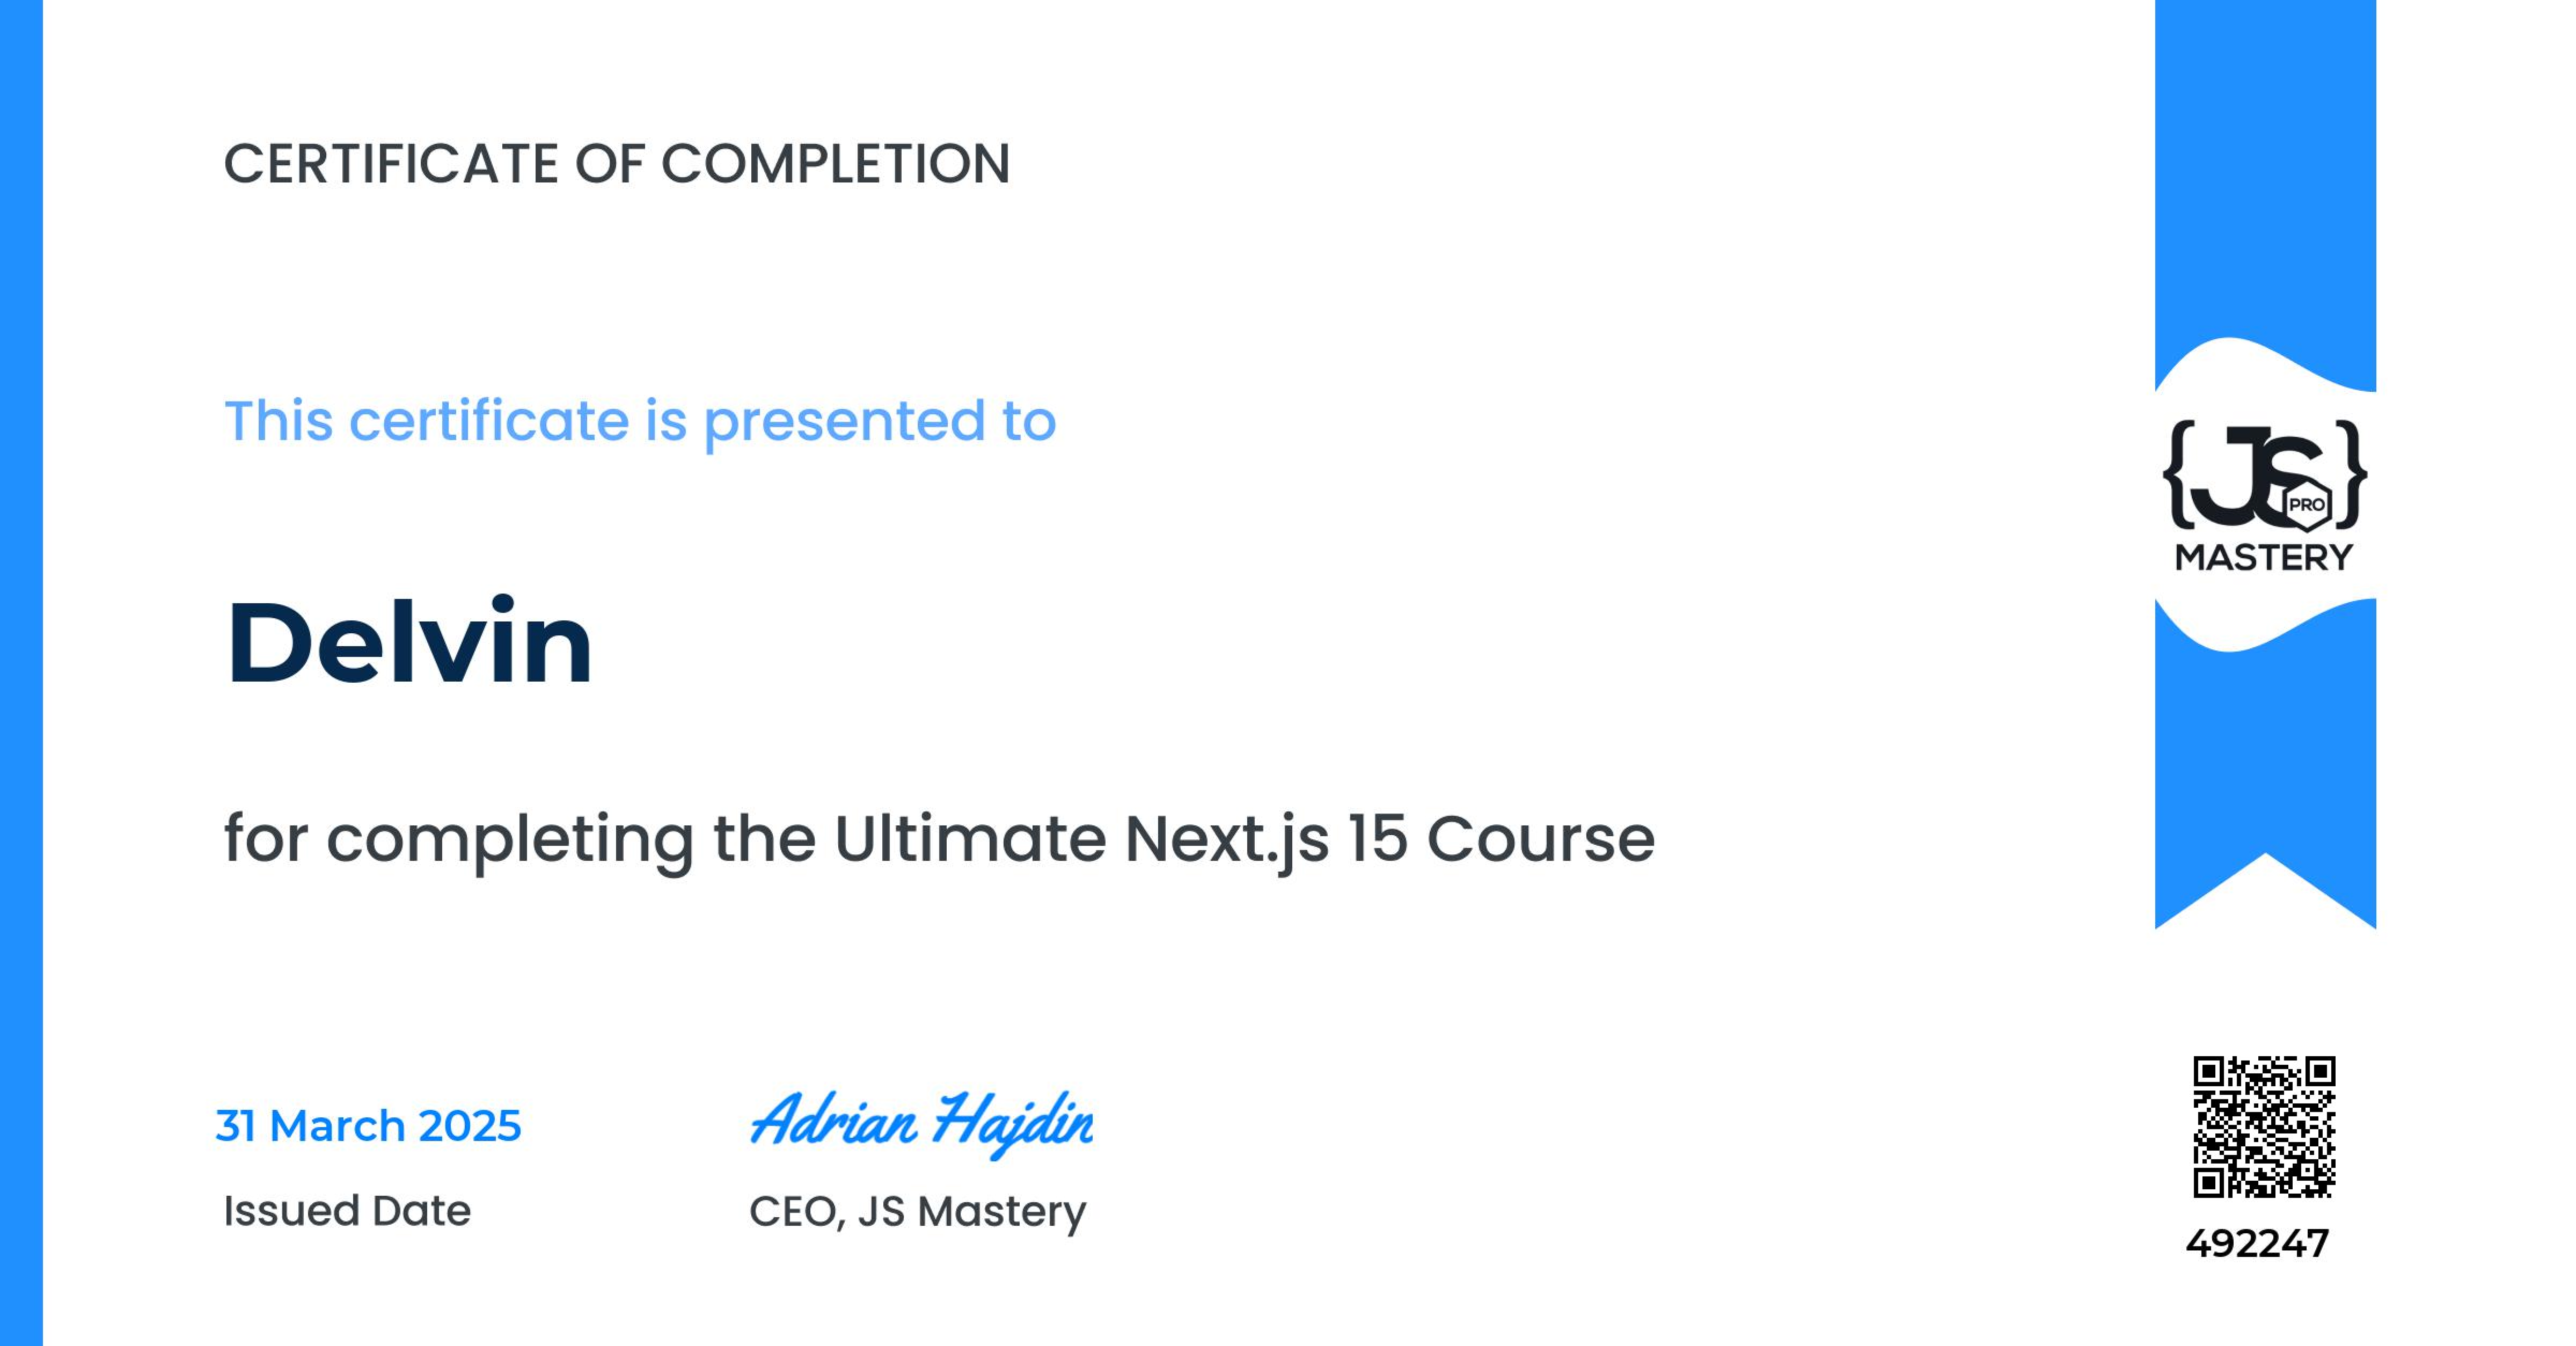 CERTIFICATE OF COMPLETION
This certificate is presented to
{JS}
PRO
MASTERY
Delvin
for completing the Ultimate Next.js 15 Course
31 March 2025
Issued Date
Adrian Hajdin
CEO, JS Mastery
492247